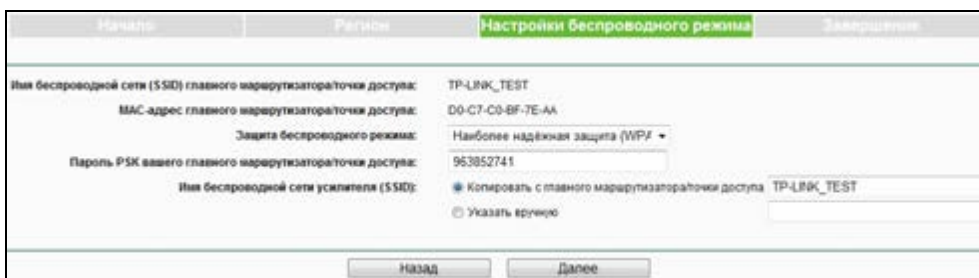 Начало Регион Настройки беспроводного режима Завершение
Имя беспроводной сети (SSID) главного маршрутизатора/точки доступа: TP-LINK_TEST
MAC-адрес главного маршрутизатора/точки доступа: D0-C7-C0-BF-7E-AA
Защита беспроводного режима: Наиболее надёжная защита (WPA
Пароль PSK вашего главного маршрутизатора/точки доступа: 963852741
Имя беспроводной сети усилителя (SSID): Копировать с главного маршрутизатора/точки доступа TP-LINK_TEST
Указать вручную
Назад Далее